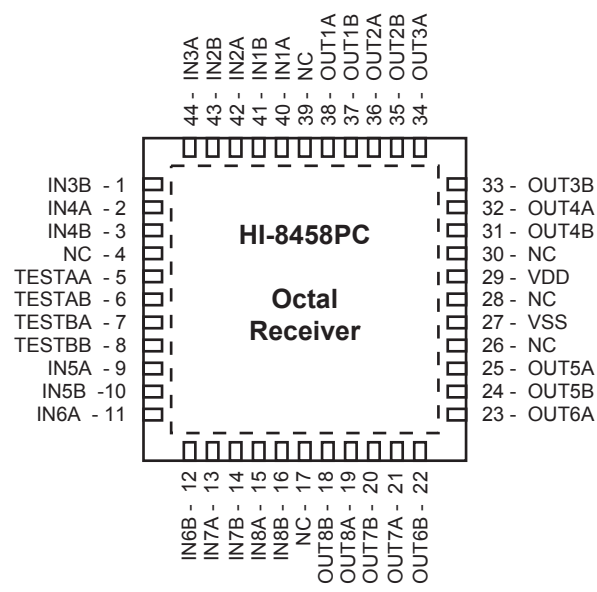 44 - IN3A
43 - IN2B
42 - IN2A
41 - IN1B
40 - IN1A
39 - NC
38 - OUT1A
37 - OUT1B
36 - OUT2A
35 - OUT2B
34 - OUT3A
IN3B - 1
IN4A - 2
IN4B - 3
NC - 4
TESTAA - 5
TESTAB - 6
TESTBA - 7
TESTBB - 8
IN5A - 9
IN5B -10
IN6A - 11
HI-8458PC
Octal
Receiver
33 - OUT3B
32 - OUT4A
31 - OUT4B
30 - NC
29 - VDD
28 - NC
27 - VSS
26 - NC
25 - OUT5A
24 - OUT5B
23 - OUT6A
IN6B - 12
IN7A - 13
IN7B - 14
IN8A - 15
IN8B - 16
NC - 17
OUT8B - 18
OUT8A - 19
OUT7B - 20
OUT7A - 21
OUT6B - 22